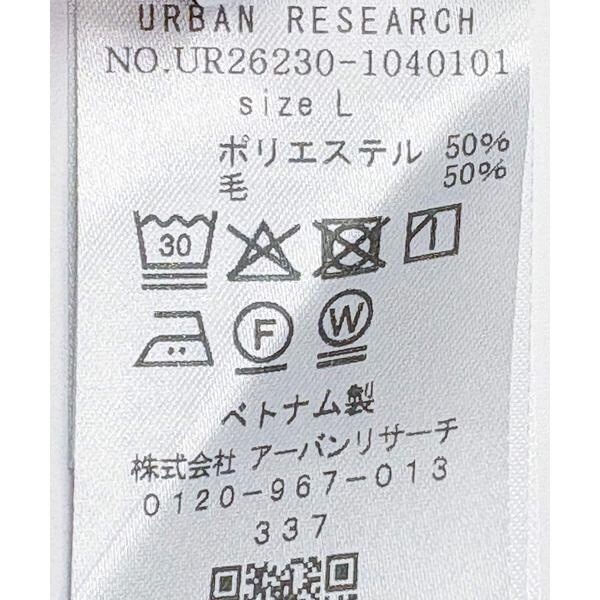 URBAN RESEARCH
NO.UR26230-1040101
size L
ポリエステル 50%
毛 50%
30
F W
ベトナム製
株式会社 アーバンリサーチ
0120-967-013
337